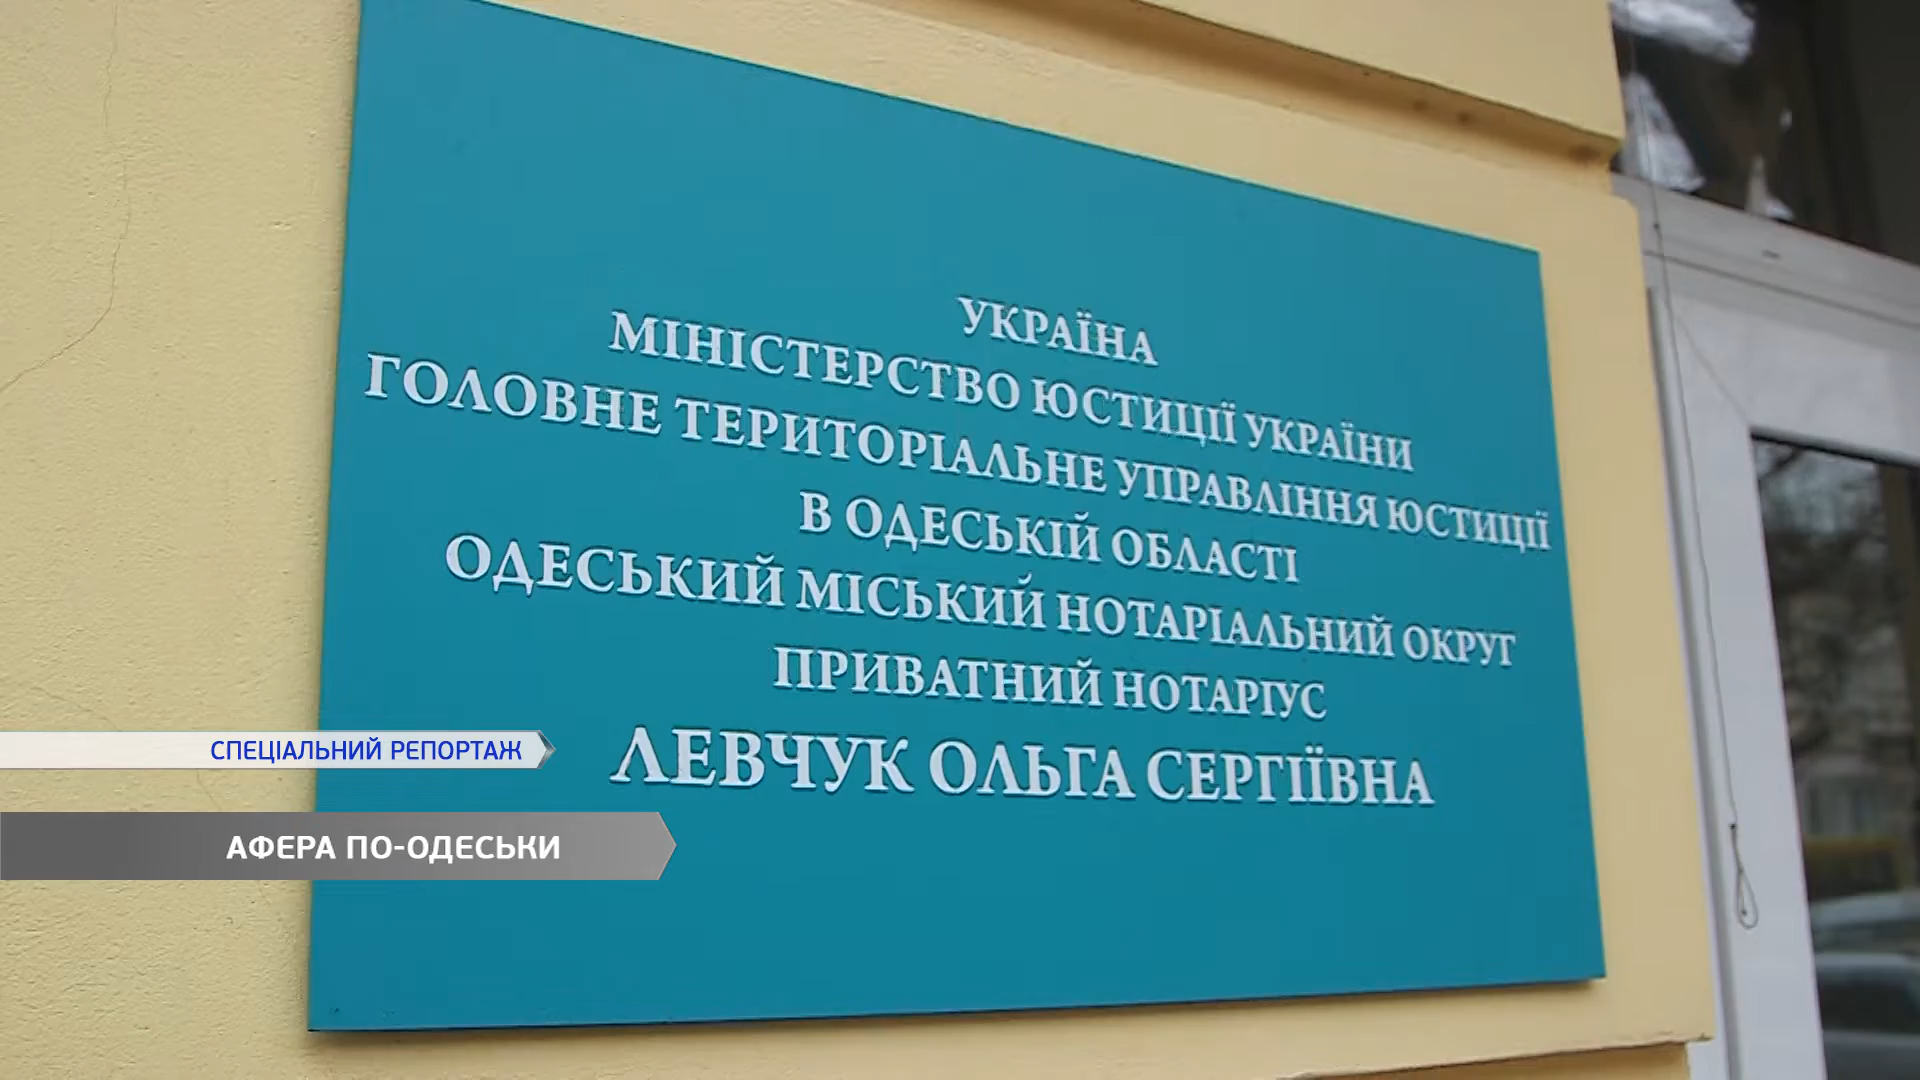 УКРАЇНА
МІНІСТЕРСТВО ЮСТИЦІЇ УКРАЇНИ
ГОЛОВНЕ ТЕРИТОРІАЛЬНЕ УПРАВЛІННЯ ЮСТИЦІЇ
В ОДЕСЬКІЙ ОБЛАСТІ
ОДЕСЬКИЙ МІСЬКИЙ НОТАРІАЛЬНИЙ ОКРУГ
ПРИВАТНИЙ НОТАРІУС
ЛЕВЧУК ОЛЬГА СЕРГІЇВНА
СПЕЦІАЛЬНИЙ РЕПОРТАЖ
АФЕРА ПО-ОДЕСЬКИ